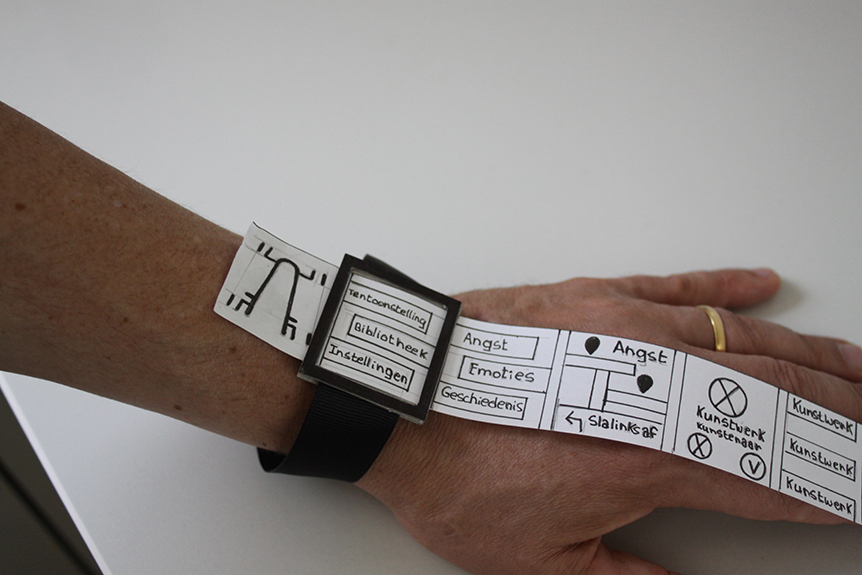 Tentoonstelling
Bibliotheek
Instellingen
Angst
Emoties
Geschiedenis
Angst
Sla links af
Kunstwerk
Kunstenaar
X
V
Kunstwerk
Kunstwerk
Kunstwerk